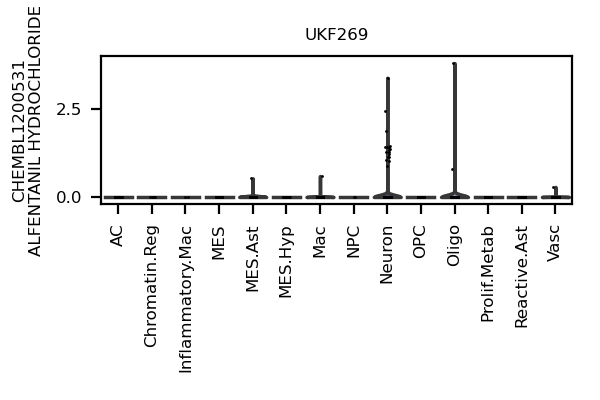 UKF269
CHEMBL1200531
ALFENTANIL HYDROCHLORIDE
2.5
0.0
AC
Chromatin.Reg
Inflammatory.Mac
MES
MES.Ast
MES.Hyp
Mac
NPC
Neuron
OPC
Oligo
Prolif.Metab
Reactive.Ast
Vasc